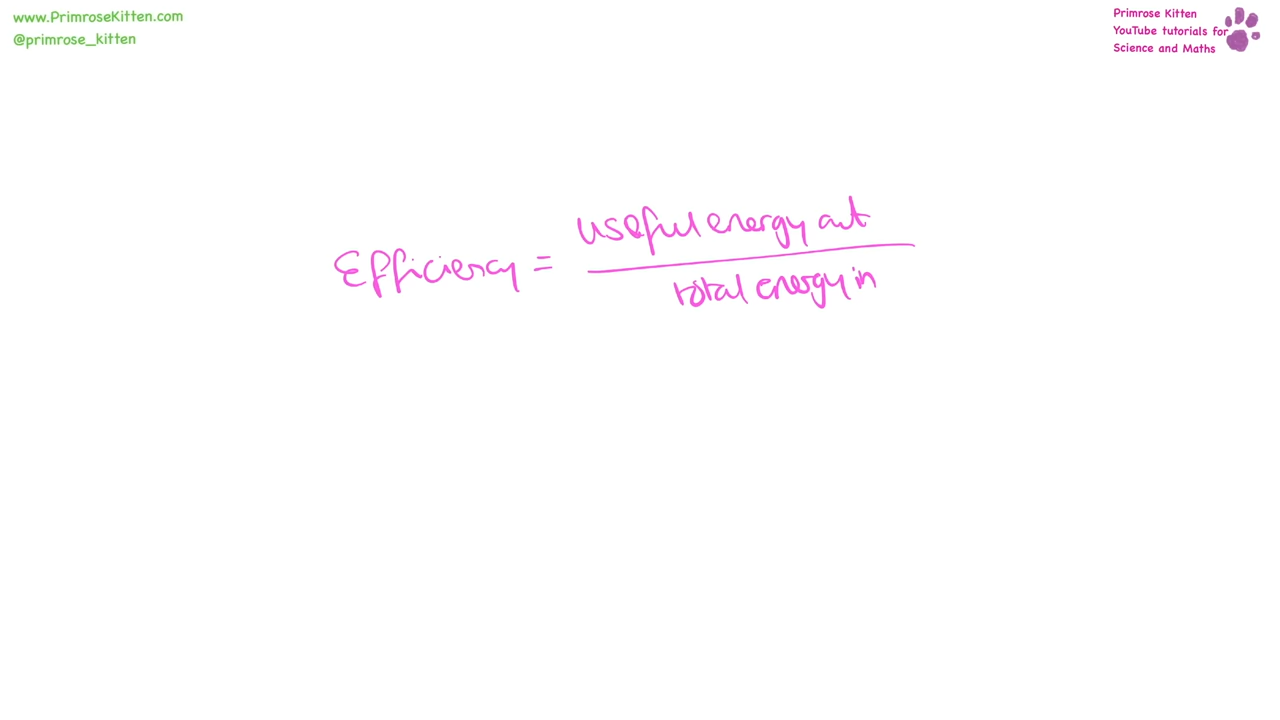 www.PrimroseKitten.com
@primrose_kitten
Primrose Kitten
YouTube tutorials for
Science and Maths
Efficiency = useful energy out
total energy in